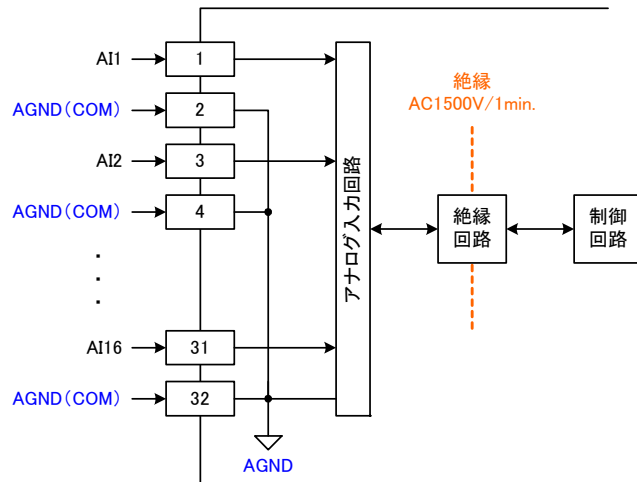 AI1
1
絶縁
AC1500V/1min.
AGND(COM)
2
AI2
3
AGND(COM)
4
アナログ入力回路
絶縁
回路
制御
回路
・
・
・
AI16
31
AGND(COM)
32
AGND